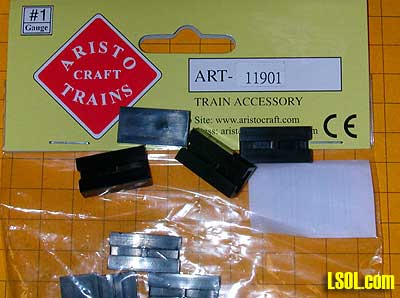 #1
Gauge
ARISTO
CRAFT
TRAINS
ART- 11901
TRAIN ACCESSORY
Site: www.aristocraft.com
CE
LSOL.com